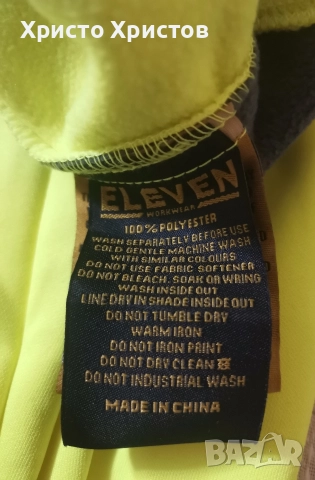 Христо Христов
ELEVEN
WORKWEAR
100% POLYESTER
WASH SEPARATELY BEFORE USE
COLD GENTLE MACHINE WASH
WITH SIMILAR COLOURS
DO NOT USE FABRIC SOFTENER
DO NOT BLEACH. SOAK OR WRING
WASH INSIDE OUT
LINE DRY IN SHADE INSIDE OUT
DO NOT TUMBLE DRY
WARM IRON
DO NOT IRON PRINT
DO NOT DRY CLEAN
DO NOT INDUSTRIAL WASH
MADE IN CHINA
BAZAR